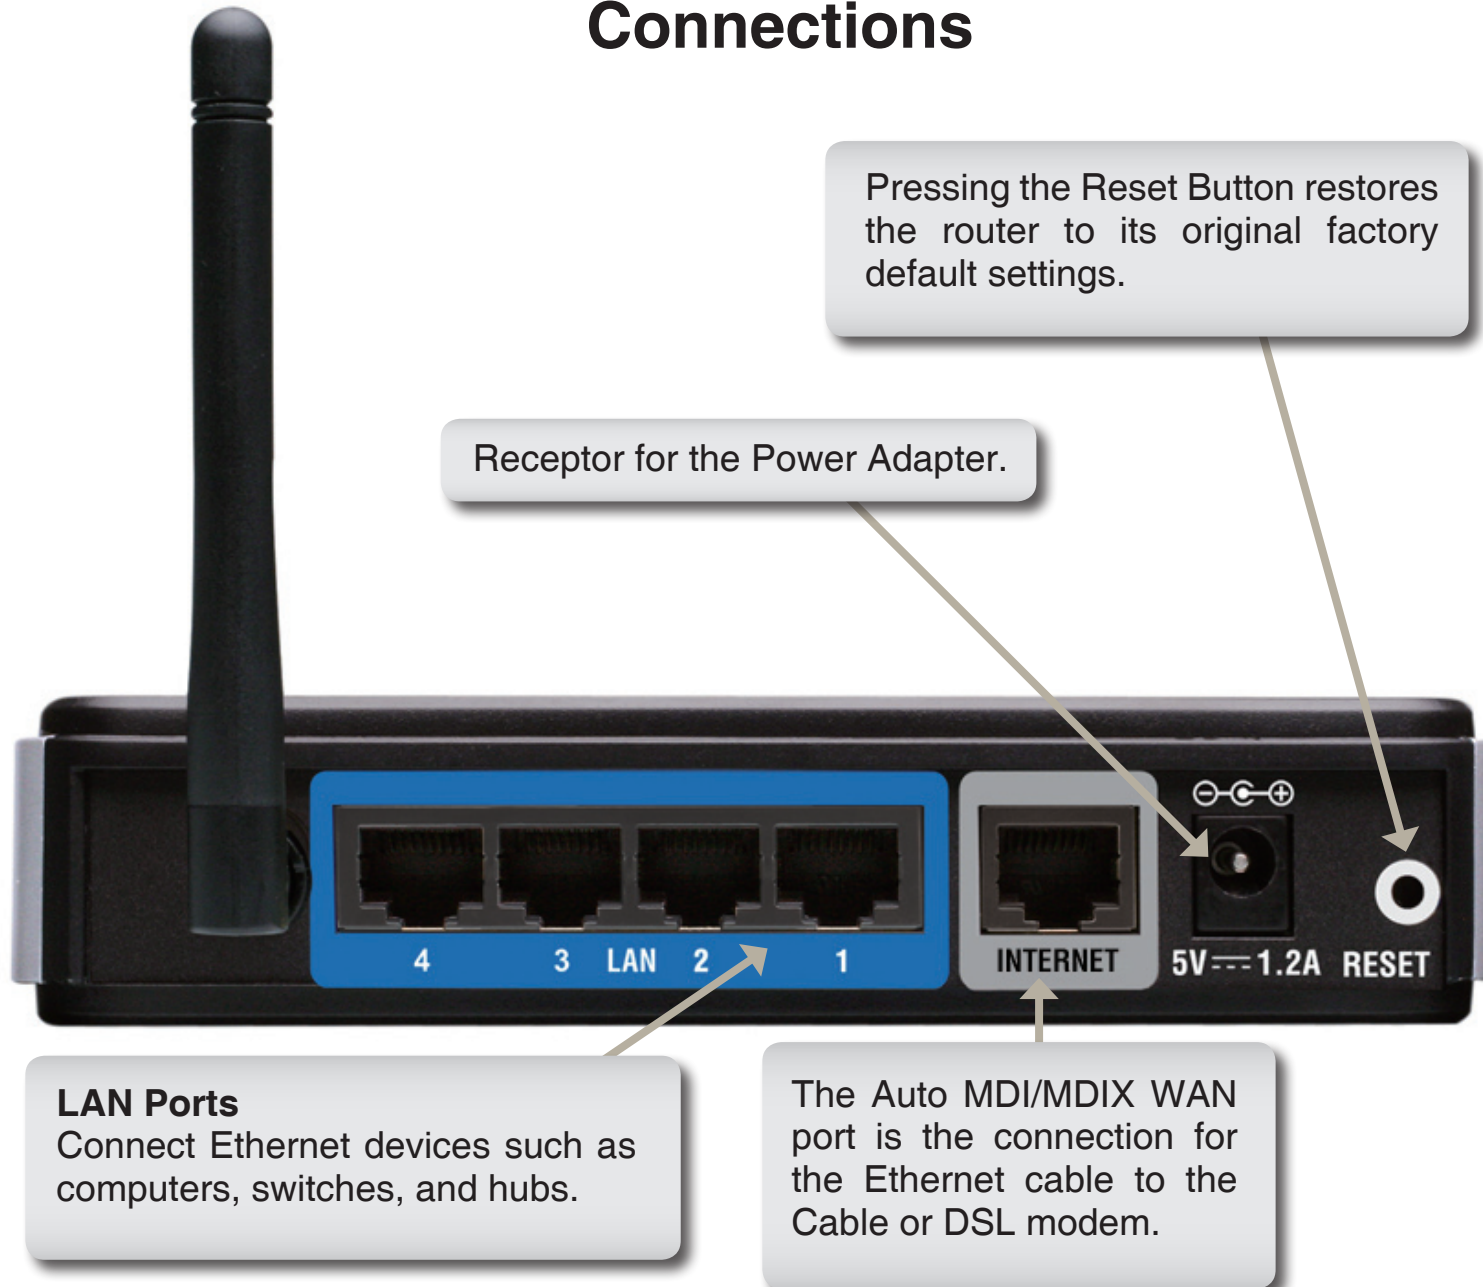 Connections
Pressing the Reset Button restores
the router to its original factory
default settings.
Receptor for the Power Adapter.
4 3 LAN 2 1
INTERNET
5V⎓1.2A
RESET
LAN Ports
Connect Ethernet devices such as
computers, switches, and hubs.
The Auto MDI/MDIX WAN
port is the connection for
the Ethernet cable to the
Cable or DSL modem.